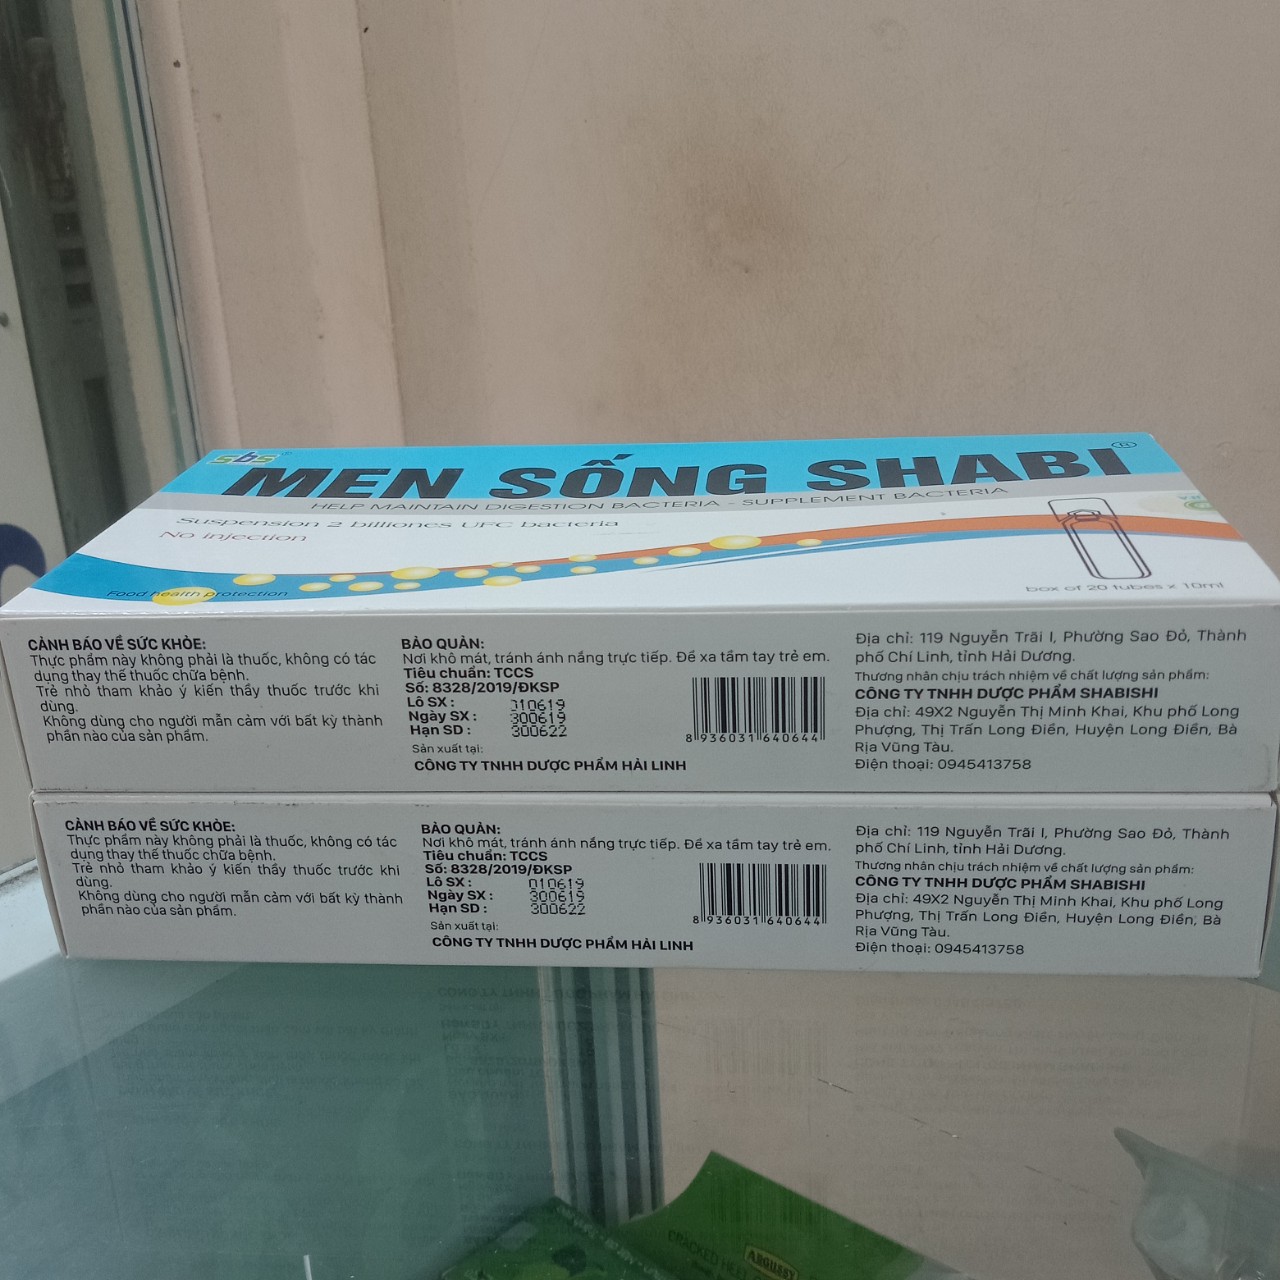 sbs
MEN SỐNG SHABI
HELP MAINTAIN DIGESTION BACTERIA - SUPPLEMENT BACTERIA
Suspension 2 billiones UFC bacteria
No injection
Food health protection
box of 20 tubes x 10ml
CẢNH BÁO VỀ SỨC KHỎE:
Thực phẩm này không phải là thuốc, không có tác
dụng thay thế thuốc chữa bệnh.
Trẻ nhỏ tham khảo ý kiến thầy thuốc trước khi
dùng.
Không dùng cho người mẫn cảm với bất kỳ thành
phần nào của sản phẩm.
BẢO QUẢN:
Nơi khô mát, tránh ánh nắng trực tiếp. Để xa tầm tay trẻ em.
Tiêu chuẩn: TCCS
Số: 8328/2019/ĐKSP
Lô SX : 010619
Ngày SX : 300619
Hạn SD : 300622
Sản xuất tại:
CÔNG TY TNHH DƯỢC PHẨM HẢI LINH
8 936031 640644
Địa chỉ: 119 Nguyễn Trãi I, Phường Sao Đỏ, Thành
phố Chí Linh, tỉnh Hải Dương.
Thương nhân chịu trách nhiệm về chất lượng sản phẩm:
CÔNG TY TNHH DƯỢC PHẨM SHABISHI
Địa chỉ: 49X2 Nguyễn Thị Minh Khai, Khu phố Long
Phượng, Thị Trấn Long Điền, Huyện Long Điền, Bà
Rịa Vũng Tàu.
Điện thoại: 0945413758
CẢNH BÁO VỀ SỨC KHỎE:
Thực phẩm này không phải là thuốc, không có tác
dụng thay thế thuốc chữa bệnh.
Trẻ nhỏ tham khảo ý kiến thầy thuốc trước khi
dùng.
Không dùng cho người mẫn cảm với bất kỳ thành
phần nào của sản phẩm.
BẢO QUẢN:
Nơi khô mát, tránh ánh nắng trực tiếp. Để xa tầm tay trẻ em.
Tiêu chuẩn: TCCS
Số: 8328/2019/ĐKSP
Lô SX : 010619
Ngày SX : 300619
Hạn SD : 300622
Sản xuất tại:
CÔNG TY TNHH DƯỢC PHẨM HẢI LINH
8 936031 640644
Địa chỉ: 119 Nguyễn Trãi I, Phường Sao Đỏ, Thành
phố Chí Linh, tỉnh Hải Dương.
Thương nhân chịu trách nhiệm về chất lượng sản phẩm:
CÔNG TY TNHH DƯỢC PHẨM SHABISHI
Địa chỉ: 49X2 Nguyễn Thị Minh Khai, Khu phố Long
Phượng, Thị Trấn Long Điền, Huyện Long Điền, Bà
Rịa Vũng Tàu.
Điện thoại: 0945413758
CRACKED HEEL
ARGUSSY